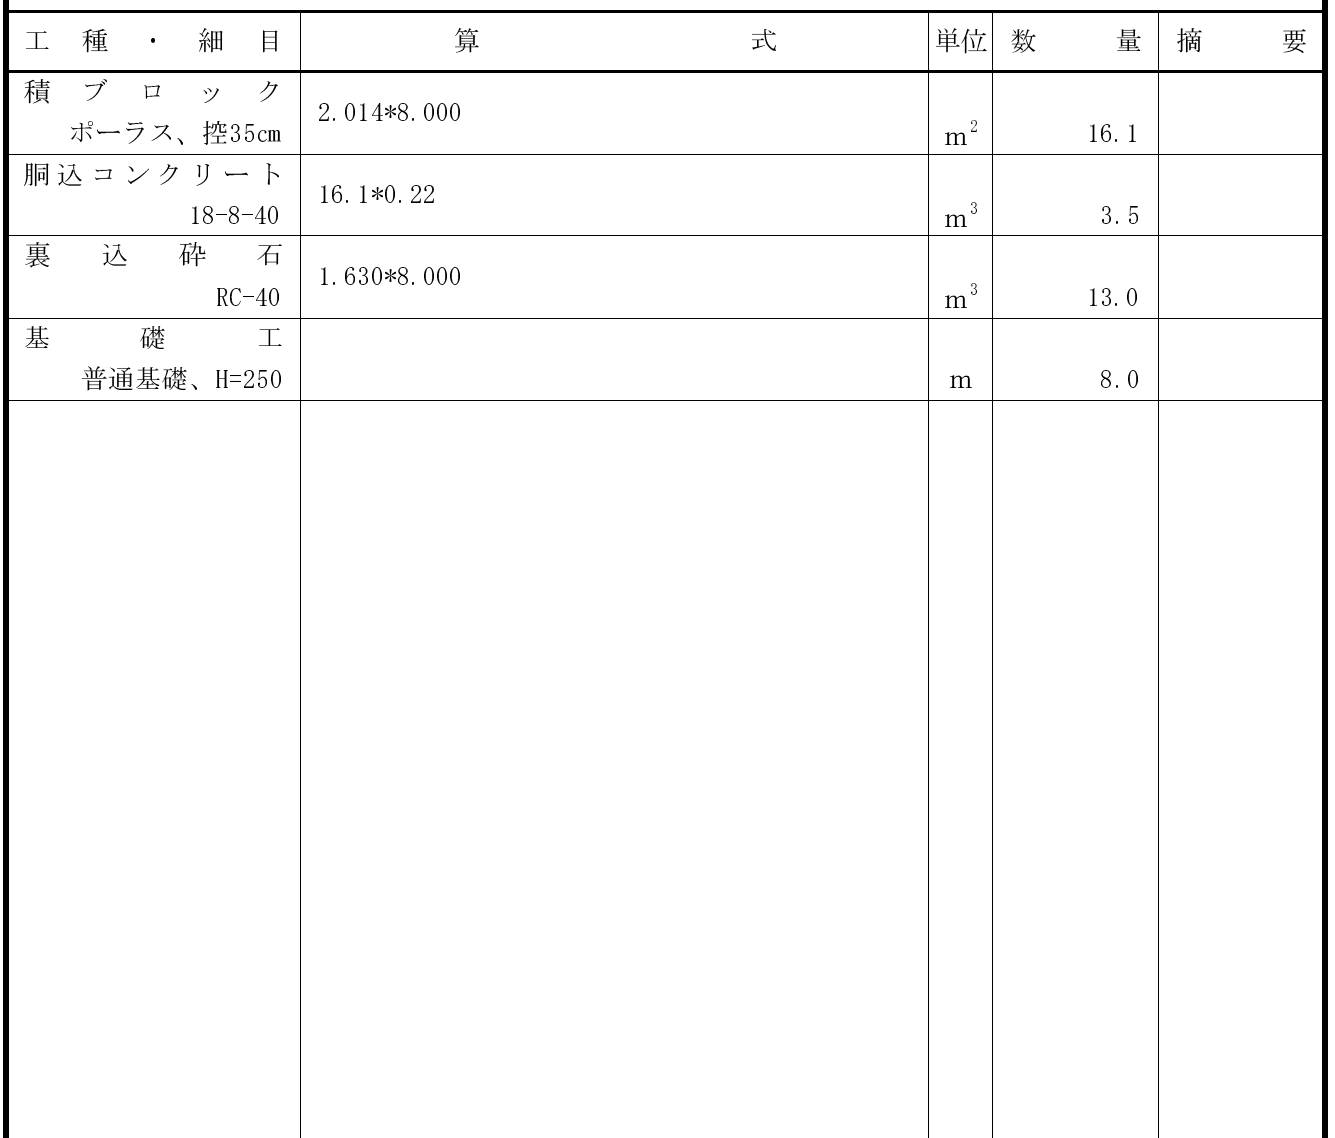 工種・細目 算式 単位 数量 摘要
積ブロック
2.014*8.000
ポーラス、控35cm m² 16.1
胴込コンクリート
16.1*0.22
18-8-40 m³ 3.5
裏込砕石
1.630*8.000
RC-40 m³ 13.0
基礎工
普通基礎、H=250 m 8.0